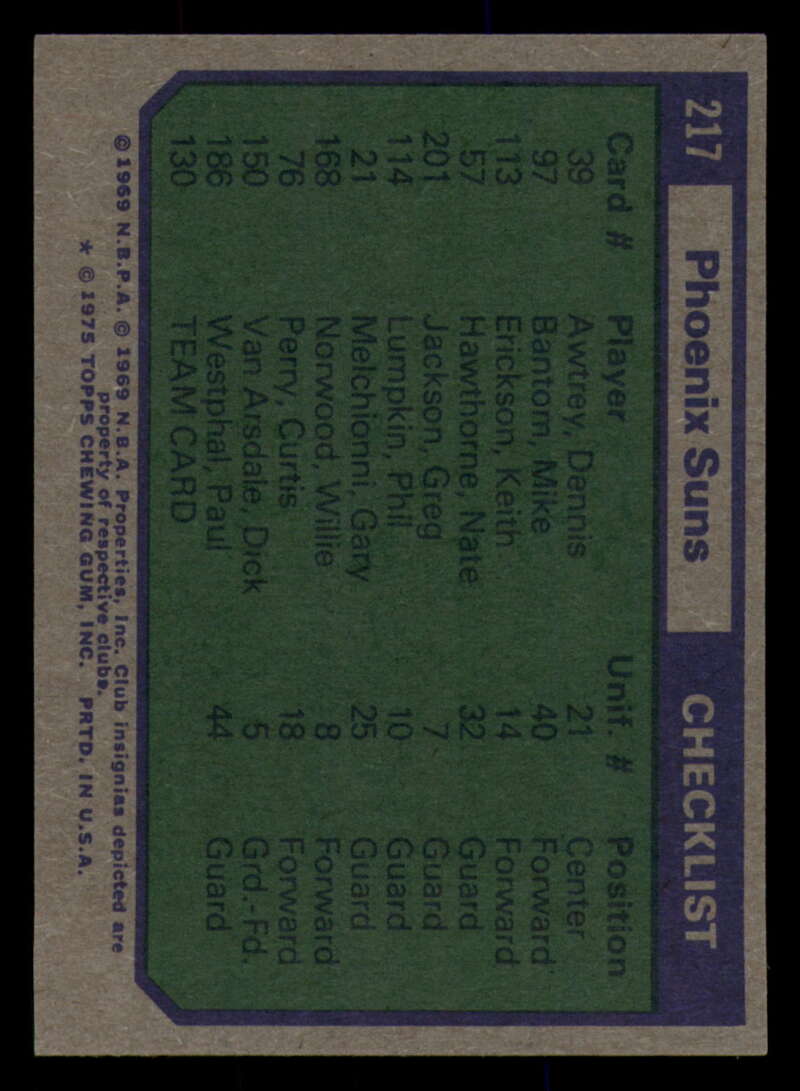 217 Phoenix Suns CHECKLIST
Card # Player Unif. # Position
39 Awtrey, Dennis 21 Center
97 Bantom, Mike 40 Forward
113 Erickson, Keith 14 Forward
57 Hawthorne, Nate 32 Guard
201 Jackson, Greg 7 Guard
114 Lumpkin, Phil 10 Guard
21 Melchionni, Gary 25 Guard
168 Norwood, Willie 8 Forward
76 Perry, Curtis 18 Forward
150 Van Arsdale, Dick 5 Grd.-Fd.
186 Westphal, Paul 44 Guard
130 TEAM CARD
© 1969 N.B.P.A. © 1969 N.B.A. Properties, Inc. Club insignias depicted are
property of respective clubs.
* © 1975 TOPPS CHEWING GUM, INC. PRTD. IN U.S.A.